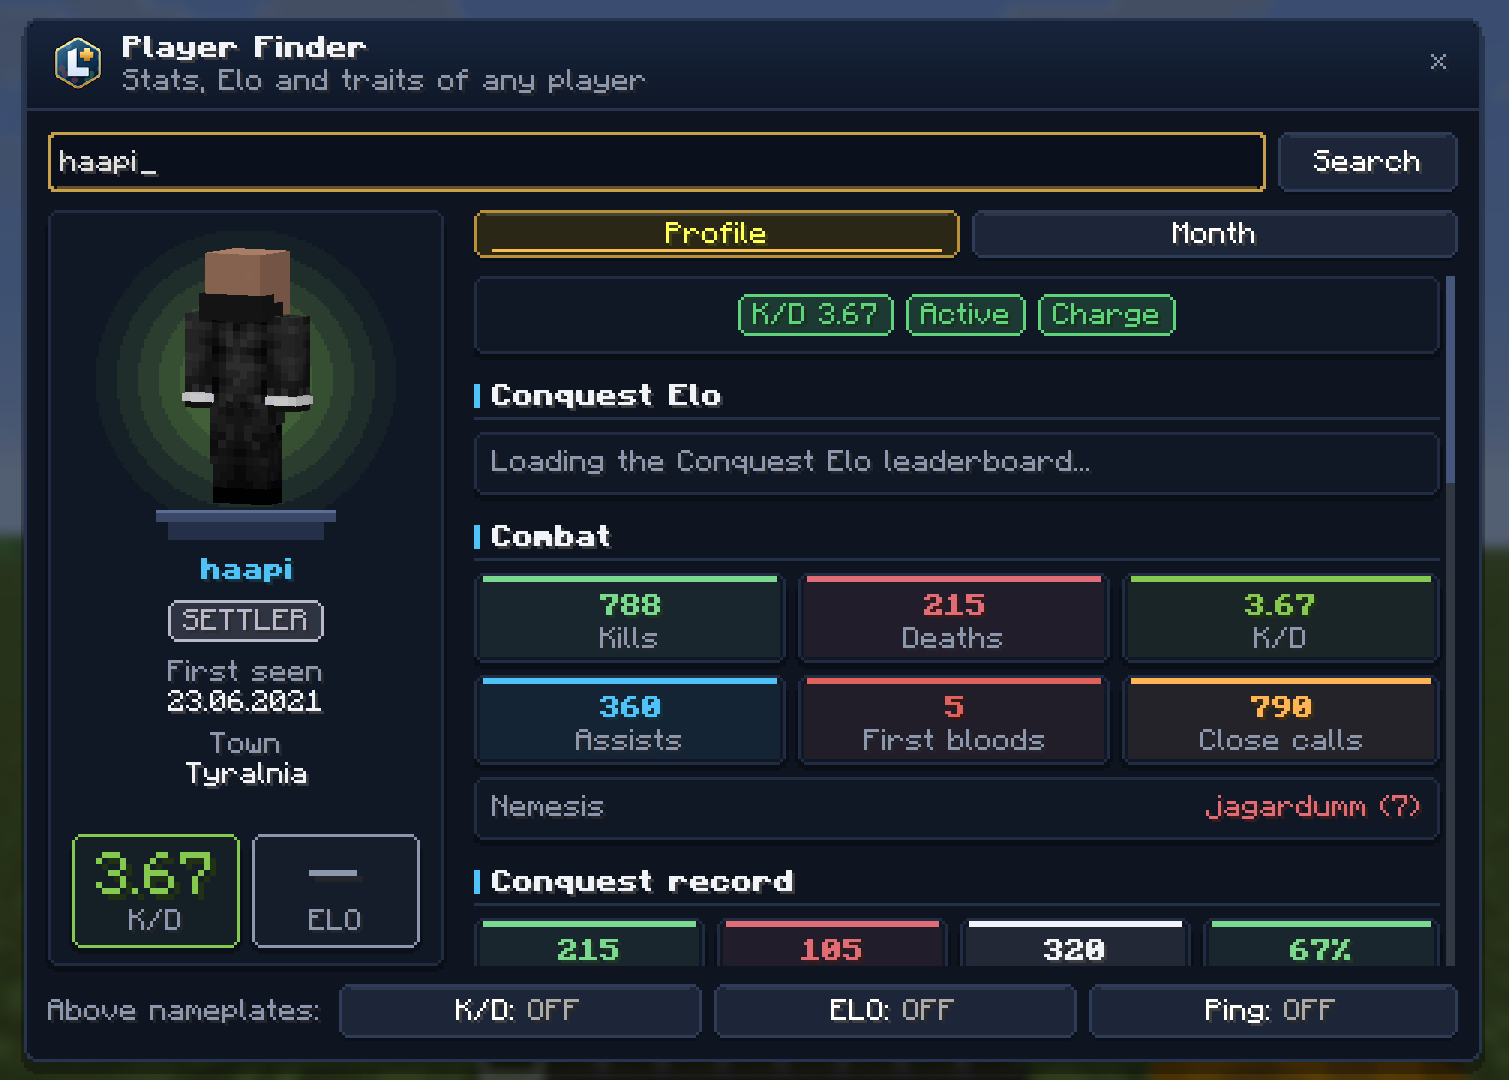 Player Finder
Stats, Elo and traits of any player
×
haapi_
Search
Profile
Month
K/D 3.67
Active
Change
Conquest Elo
Loading the Conquest Elo leaderboard...
Combat
788
Kills
215
Deaths
3.67
K/D
360
Assists
5
First bloods
790
Close calls
Nemesis
jagardumm (7)
Conquest record
215
105
320
67%
haapi
SETTLER
First seen
23.06.2021
Town
Tyralnia
3.67
K/D
—
ELO
Above nameplates:
K/D: OFF
ELO: OFF
Ping: OFF